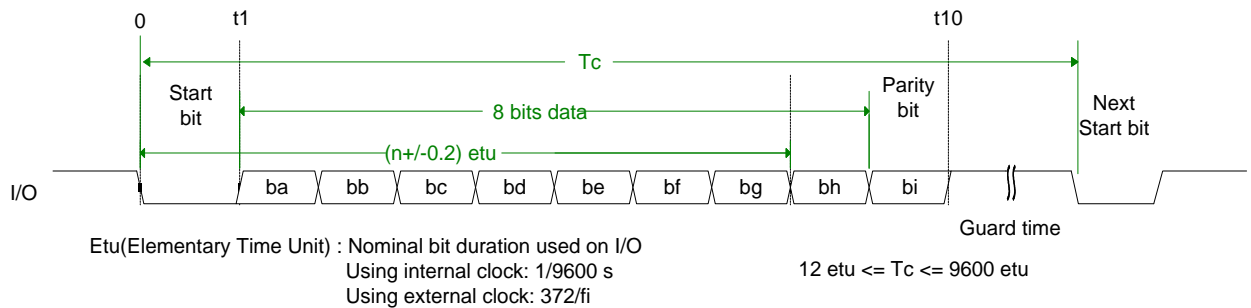 0
t1
t10
Tc
Start
bit
8 bits data
Parity
bit
Next
Start bit
(n+/-0.2) etu
I/O
ba
bb
bc
bd
be
bf
bg
bh
bi
Guard time
Etu(Elementary Time Unit) : Nominal bit duration used on I/O
Using internal clock: 1/9600 s
Using external clock: 372/fi
12 etu <= Tc <= 9600 etu